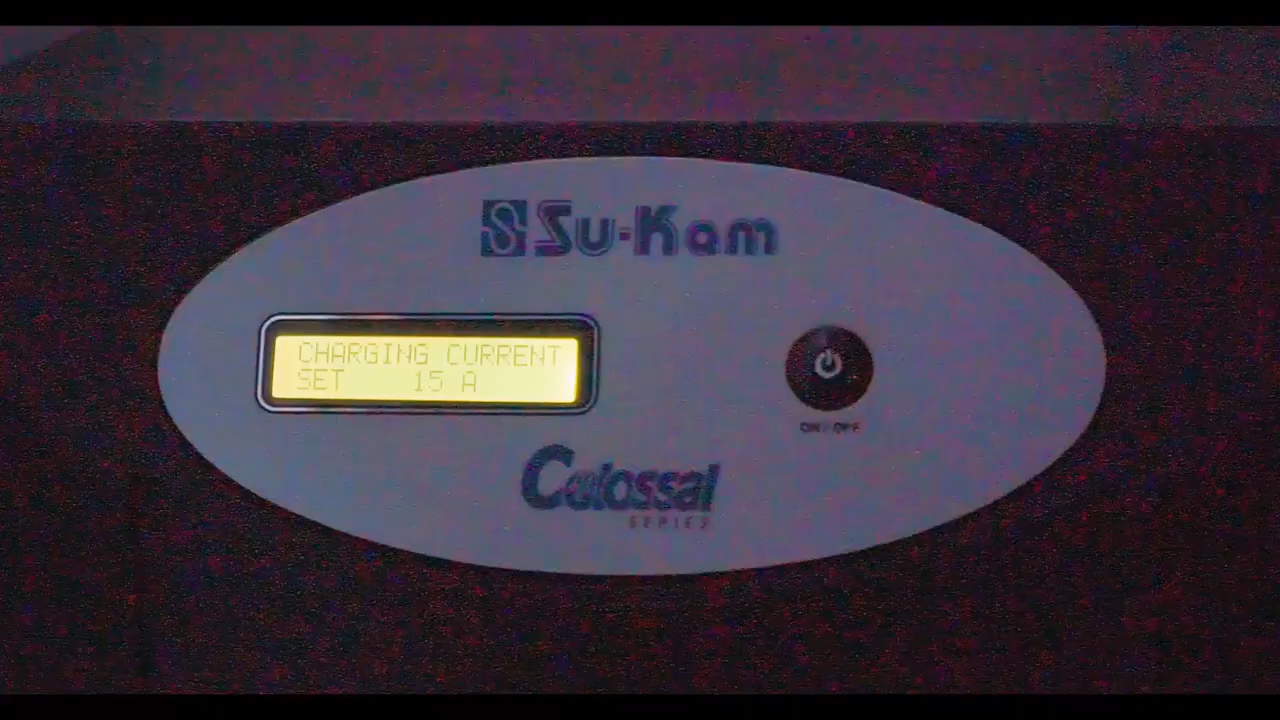 Su-Kam
CHARGING CURRENT
SET 15 A
ON / OFF
Colossal
SERIES